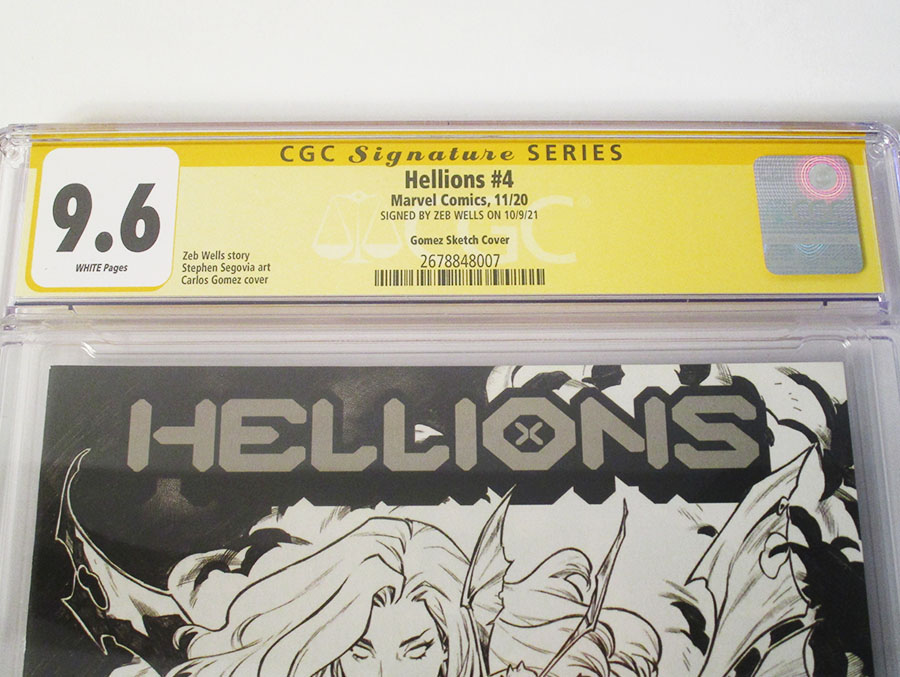 CGC Signature SERIES
9.6
WHITE Pages
Hellions #4
Marvel Comics, 11/20
SIGNED BY ZEB WELLS ON 10/9/21
Gomez Sketch Cover
2678848007
Zeb Wells story
Stephen Segovia art
Carlos Gomez cover
CGC
HELLIONS